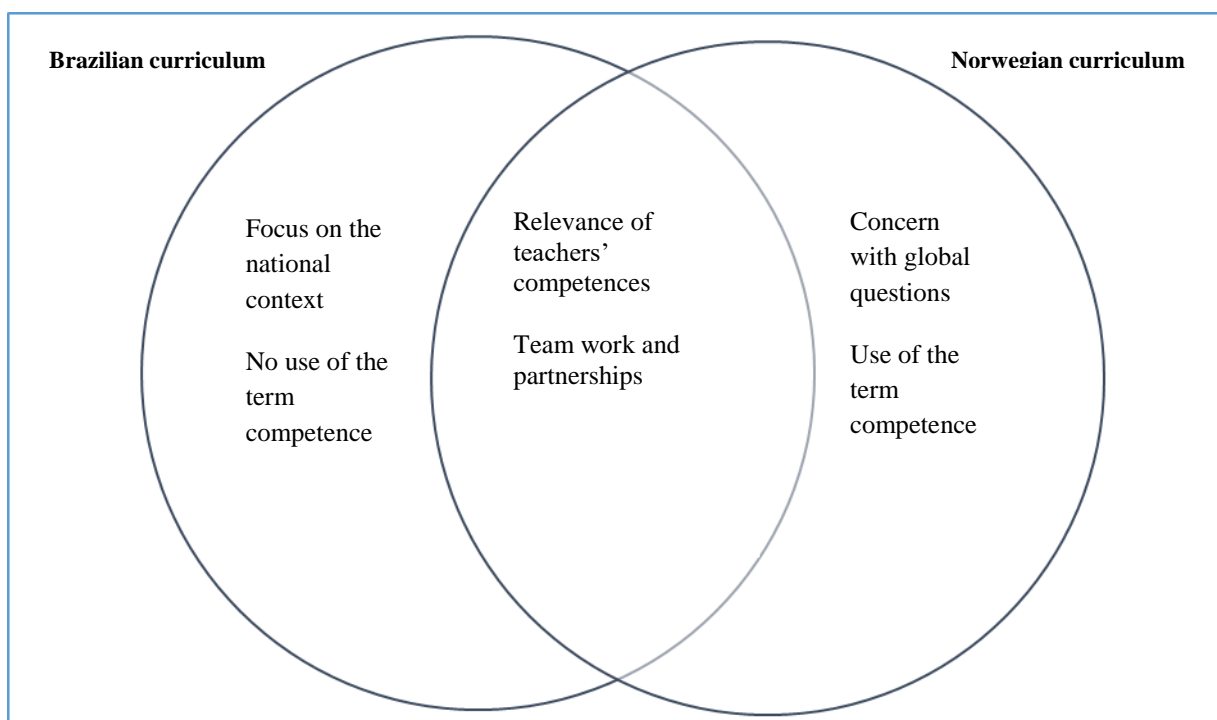 Brazilian curriculum
Norwegian curriculum
Focus on the
national
context
No use of the
term
competence
Relevance of
teachers’
competences
Team work and
partnerships
Concern
with global
questions
Use of the
term
competence